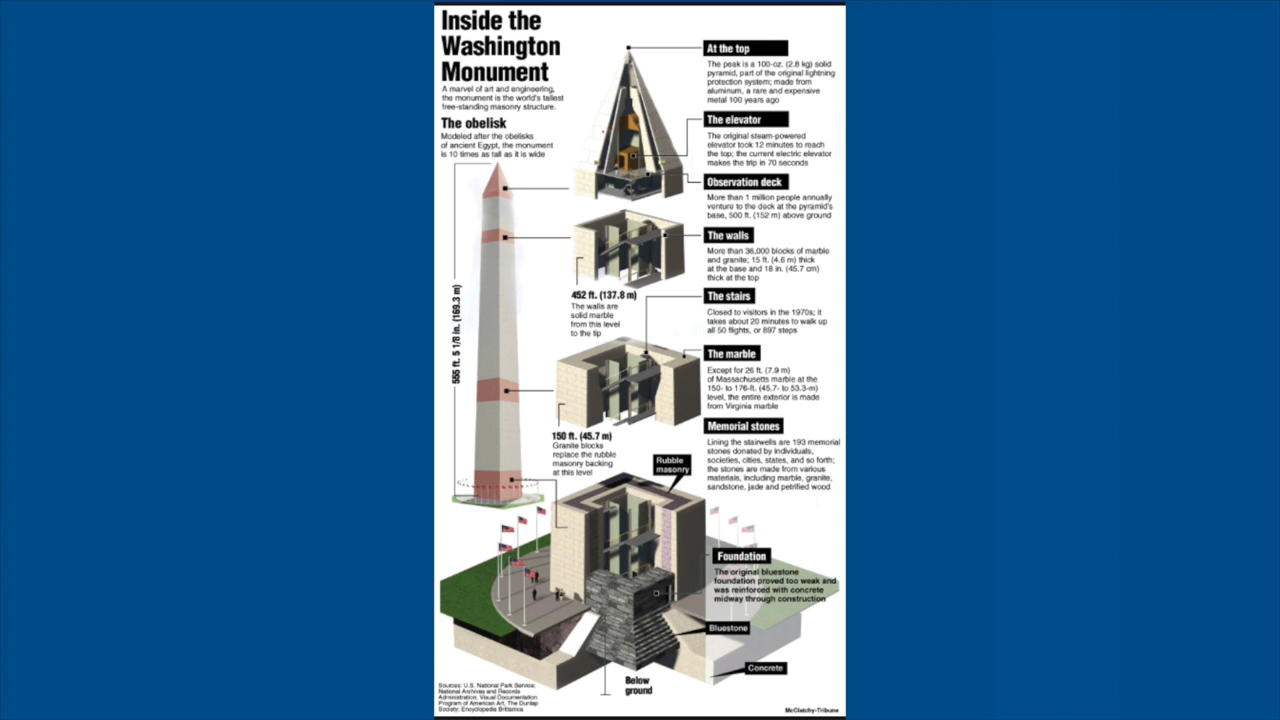 Inside the
Washington
Monument
A marvel of art and engineering,
the monument is the world's tallest
free-standing masonry structure.
The obelisk
Modeled after the obelisks
of ancient Egypt, the monument
is 10 times as tall as it is wide
555 ft. 5 1/8 in. (169.3 m)
At the top
The peak is a 100-oz. (2.8 kg) solid
pyramid, part of the original lightning
protection system; made from
aluminum, a rare and expensive
metal 100 years ago
The elevator
The original steam-powered
elevator took 12 minutes to reach
the top; the current electric elevator
makes the trip in 70 seconds
Observation deck
More than 1 million people annually
venture to the deck at the pyramid's
base, 500 ft. (152 m) above ground
The walls
More than 36,000 blocks of marble
and granite; 15 ft. (4.6 m) thick
at the base and 18 in. (45.7 cm)
thick at the top
452 ft. (137.8 m)
The walls are
solid marble
from this level
to the tip
The stairs
Closed to visitors in the 1970s; it
takes about 20 minutes to walk up
all 50 flights, or 897 steps
The marble
Except for 26 ft. (7.9 m)
of Massachusetts marble at the
150- to 176-ft. (45.7- to 53.3-m)
level, the entire exterior is made
from Virginia marble
150 ft. (45.7 m)
Granite blocks
replace the rubble
masonry backing
at this level
Memorial stones
Lining the stairwells are 193 memorial
stones donated by individuals,
societies, cities, states, and so forth;
the stones are made from various
materials, including marble, granite,
sandstone, jade and petrified wood
Rubble
masonry
Foundation
The original bluestone
foundation proved too weak and
was reinforced with concrete
midway through construction
Bluestone
Concrete
Below
ground
Sources: U.S. National Park Service;
National Archives and Records
Administration; Visual Documentation
Program of American Art, The Dunlap
Society; Encyclopedia Brittanica
McClatchy-Tribune